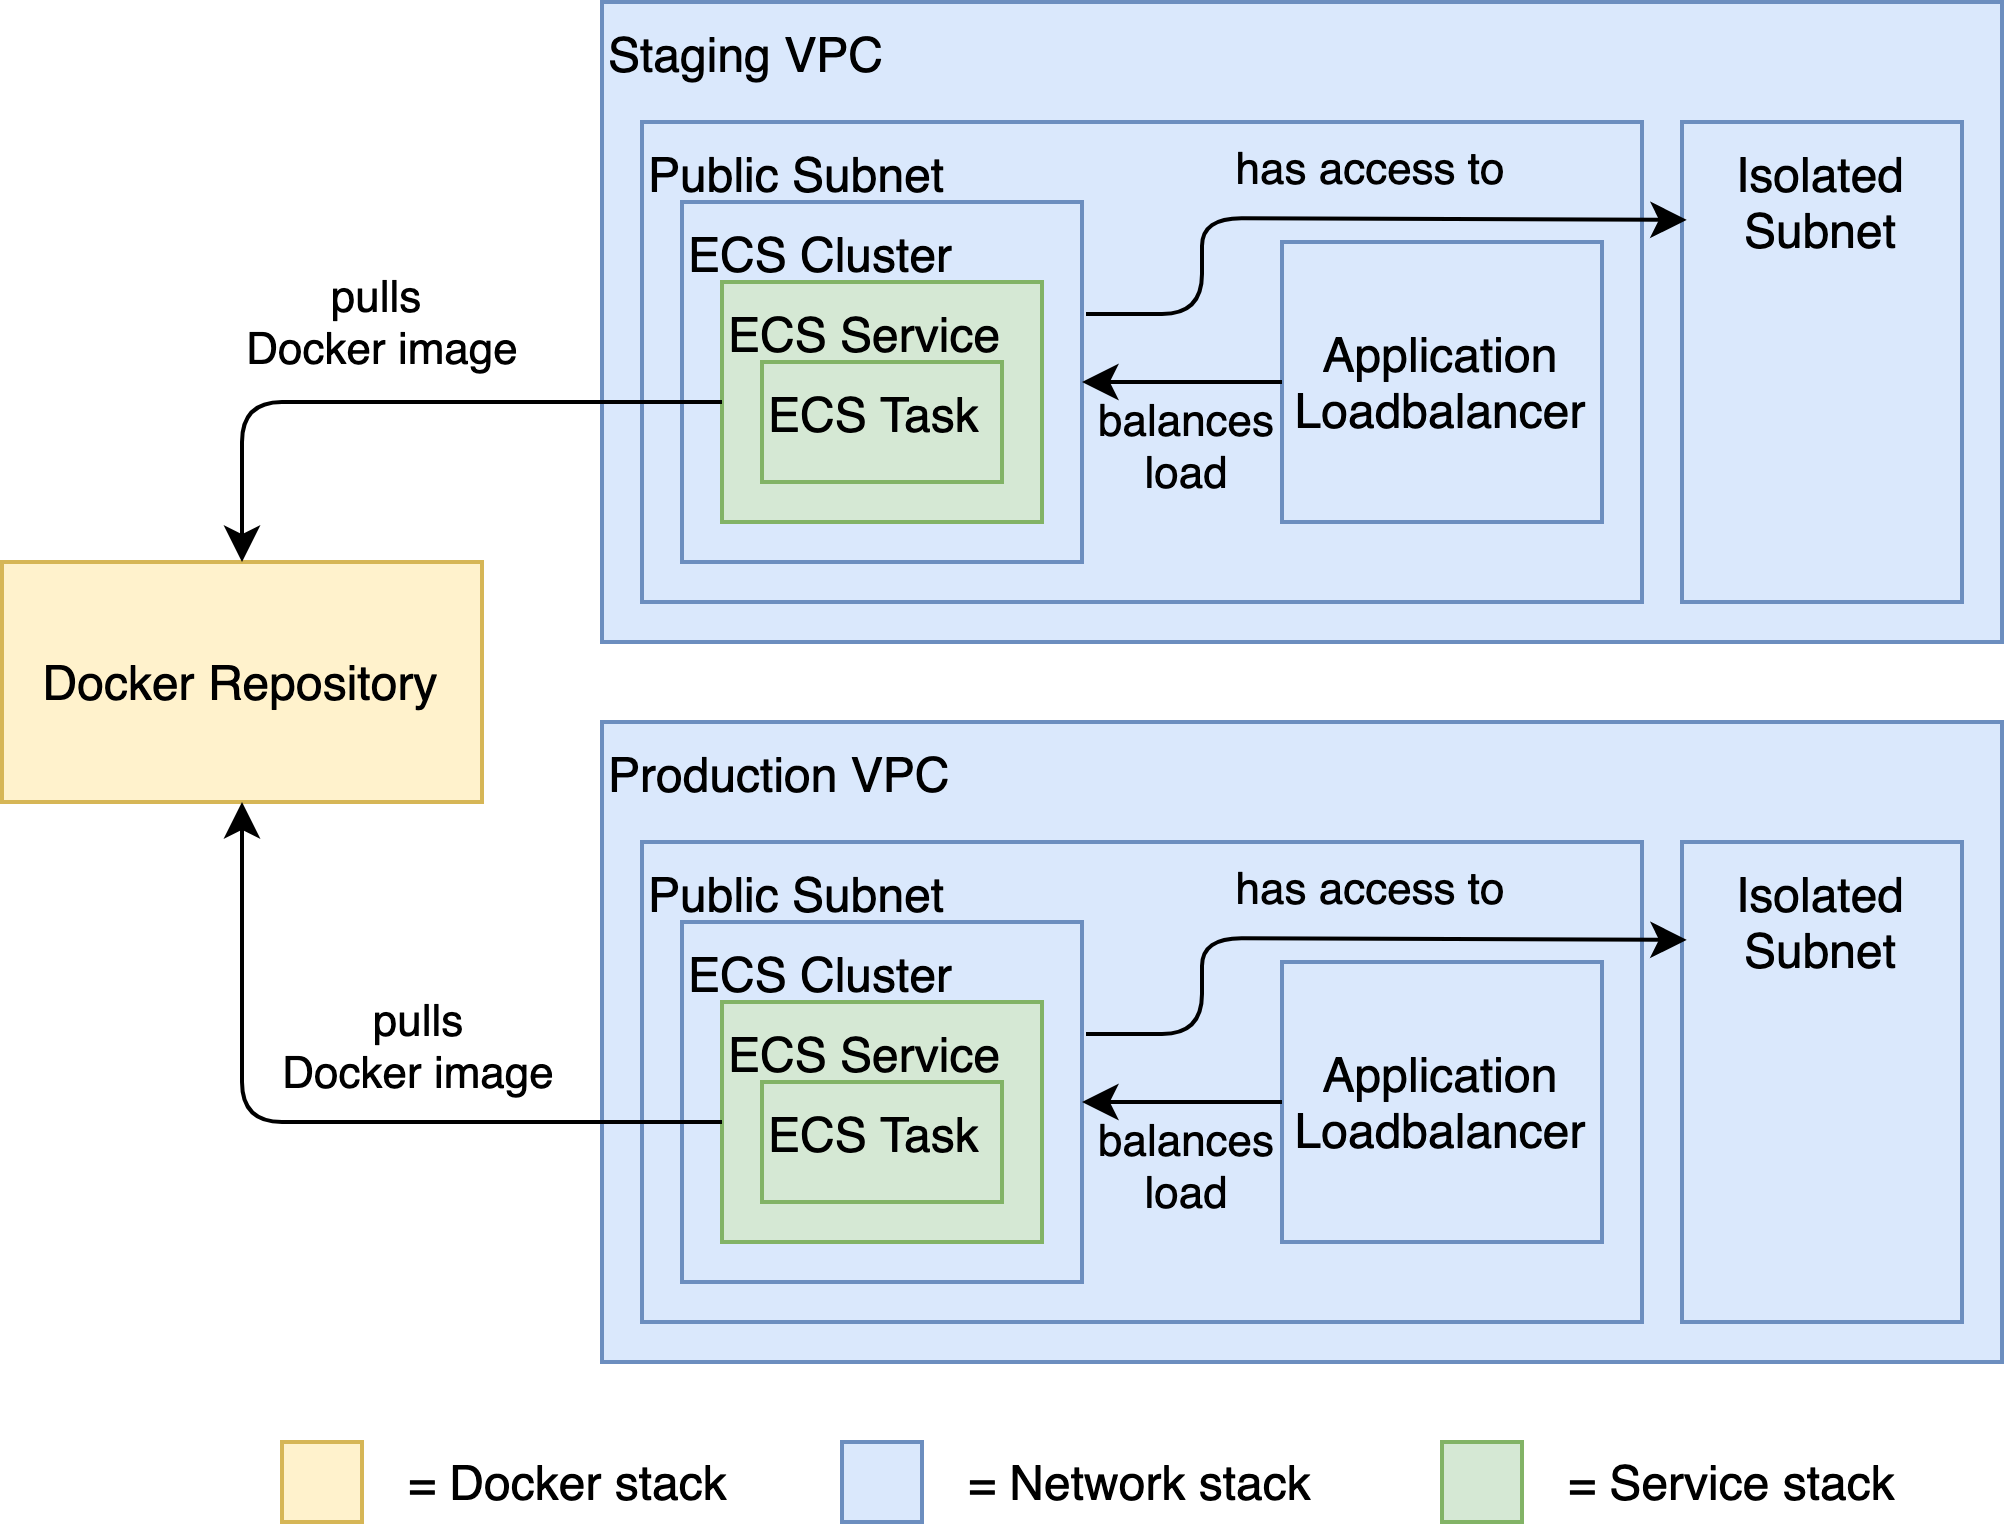 Staging VPC
Public Subnet
has access to
Isolated
Subnet
ECS Cluster
ECS Service
ECS Task
Application
Loadbalancer
balances
load
pulls
Docker image
Docker Repository
Production VPC
Public Subnet
has access to
Isolated
Subnet
ECS Cluster
ECS Service
ECS Task
Application
Loadbalancer
balances
load
pulls
Docker image
= Docker stack
= Network stack
= Service stack